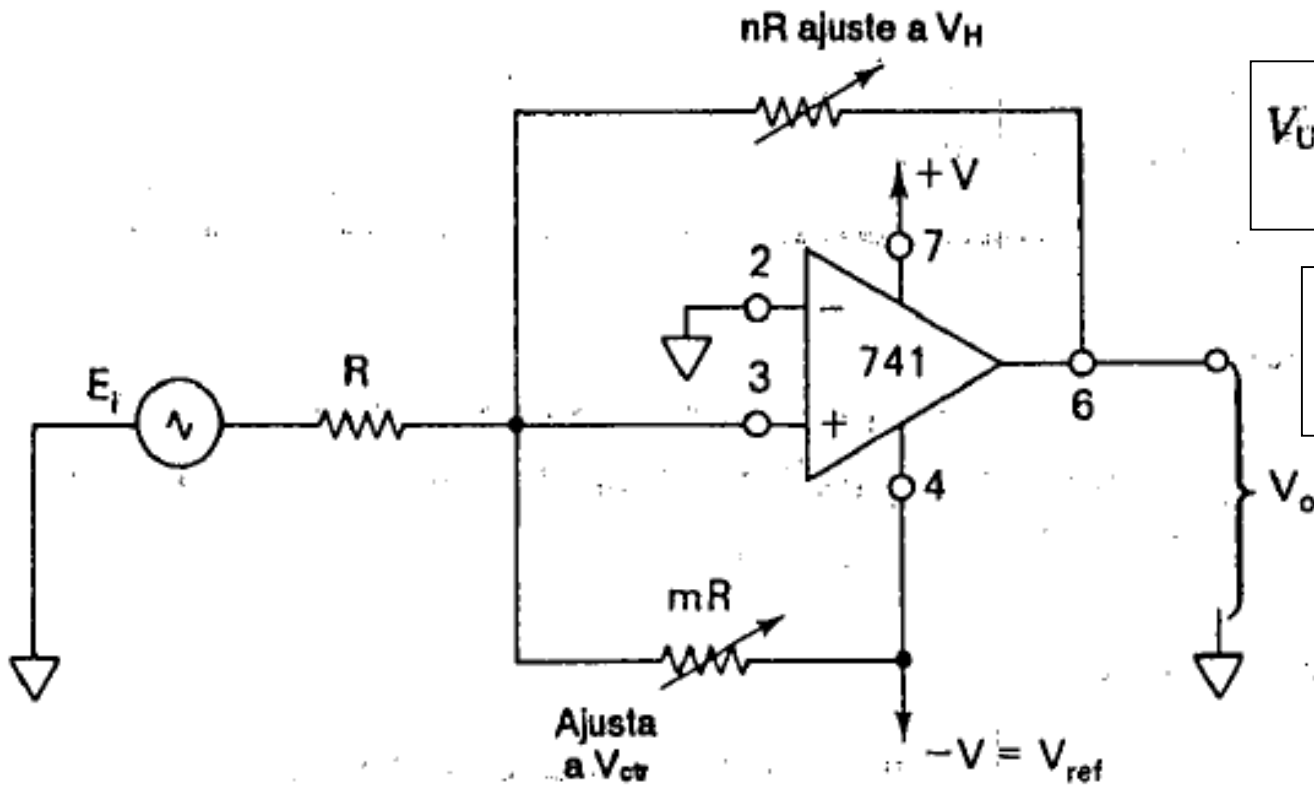 nR ajuste a V_H
V_U
+V
7
2
−
741
3
+
6
E_i
R
4
V_o
mR
Ajusta
a V_ctr
−V = V_ref